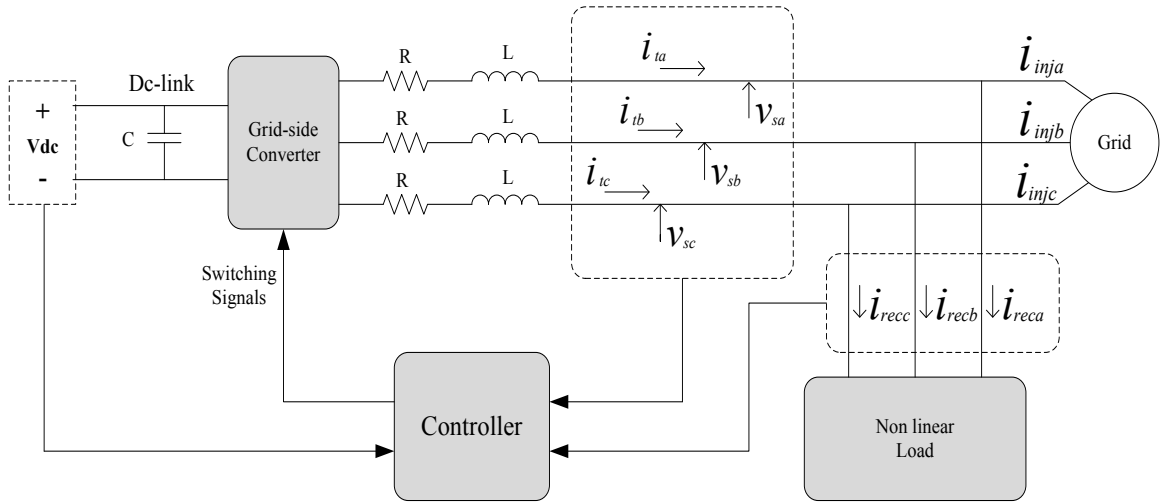 R
L
i_ta
i_inja
Dc-link
+
Vdc
-
C
Grid-side
Converter
R
L
i_tb
v_sa
i_injb
Grid
R
L
i_tc
v_sb
i_injc
v_sc
Switching
Signals
i_recc
i_recb
i_reca
Controller
Non linear
Load